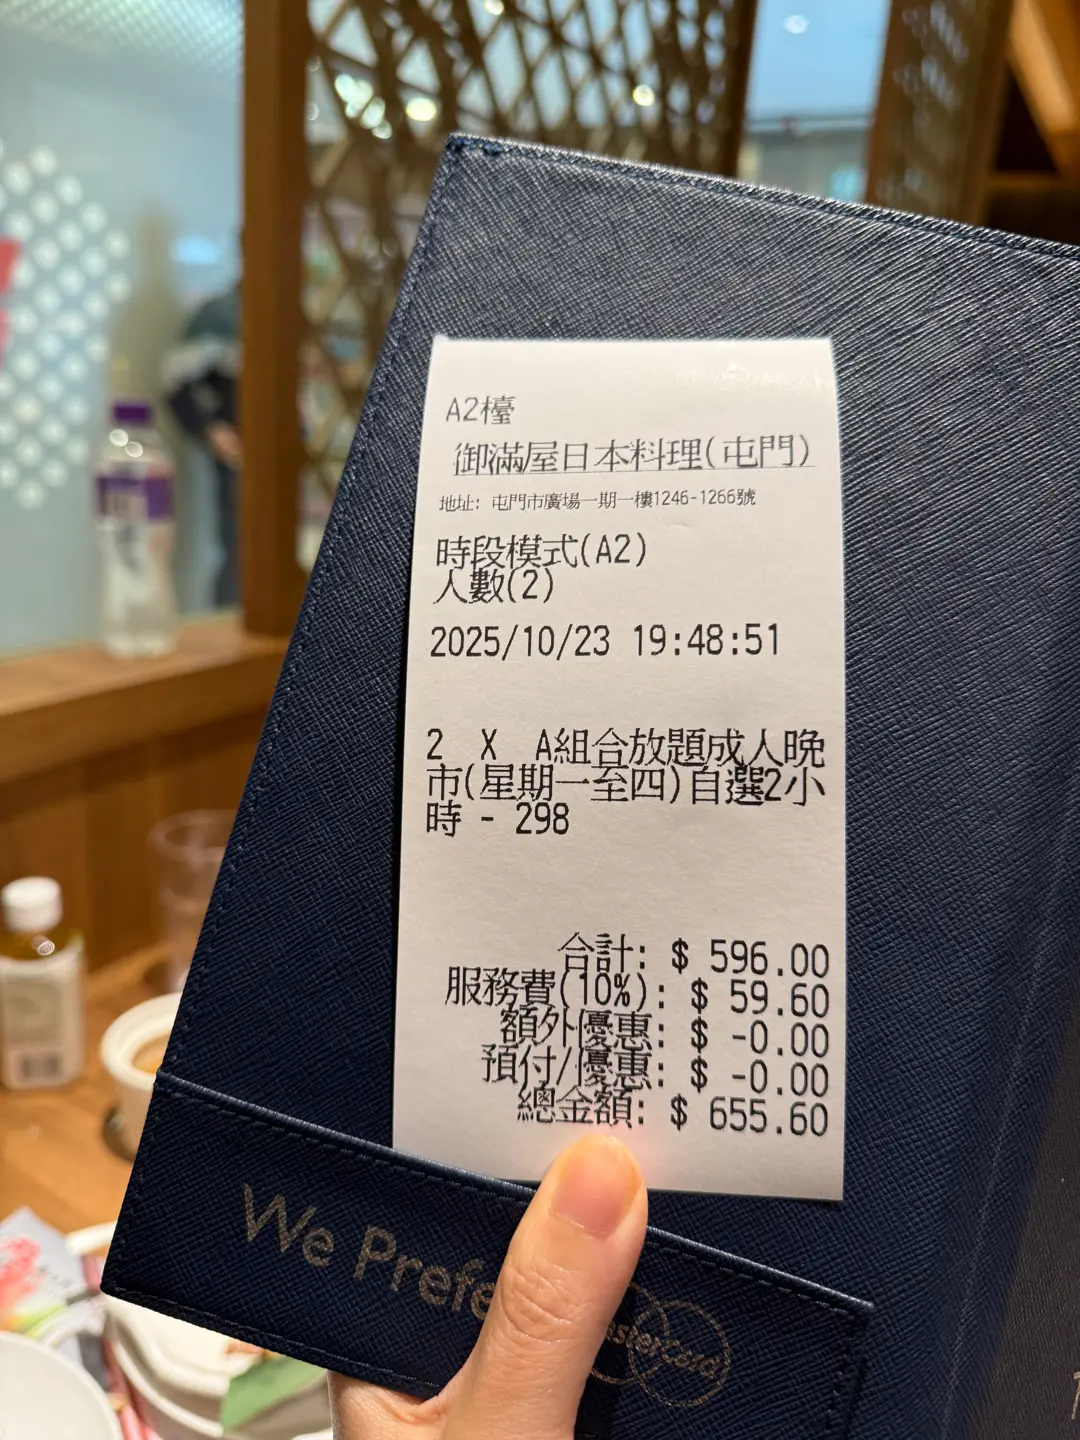 A2檯
御滿屋日本料理(屯門)
地址: 屯門市廣場一期一樓1246-1266號
時段模式(A2)
人數(2)
2025/10/23 19:48:51
2 X A組合放題成人晚
市(星期一至四)自選2小
時 - 298
合計: $ 596.00
服務費(10%): $ 59.60
額外優惠: $ -0.00
預付/優惠: $ -0.00
總金額: $ 655.60
We Prefe
mastercard